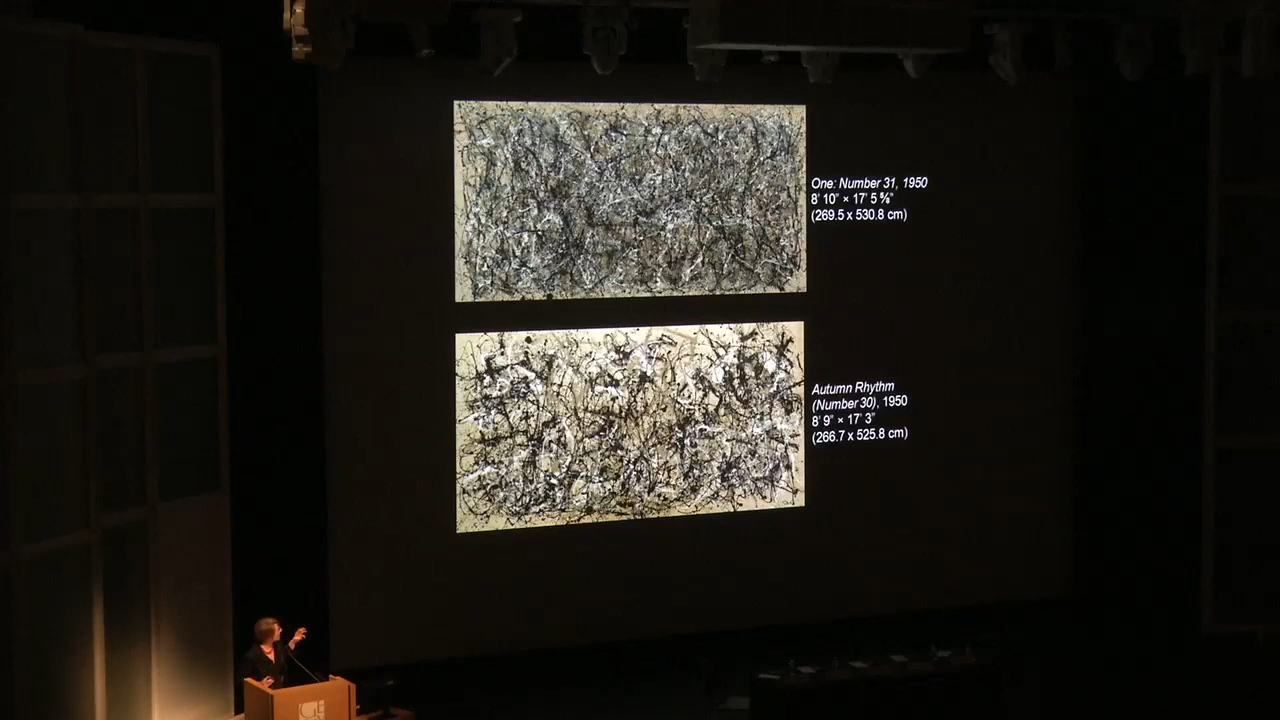 One: Number 31, 1950
8' 10" × 17' 5 ⅝"
(269.5 x 530.8 cm)
Autumn Rhythm
(Number 30), 1950
8' 9" × 17' 3"
(266.7 x 525.8 cm)